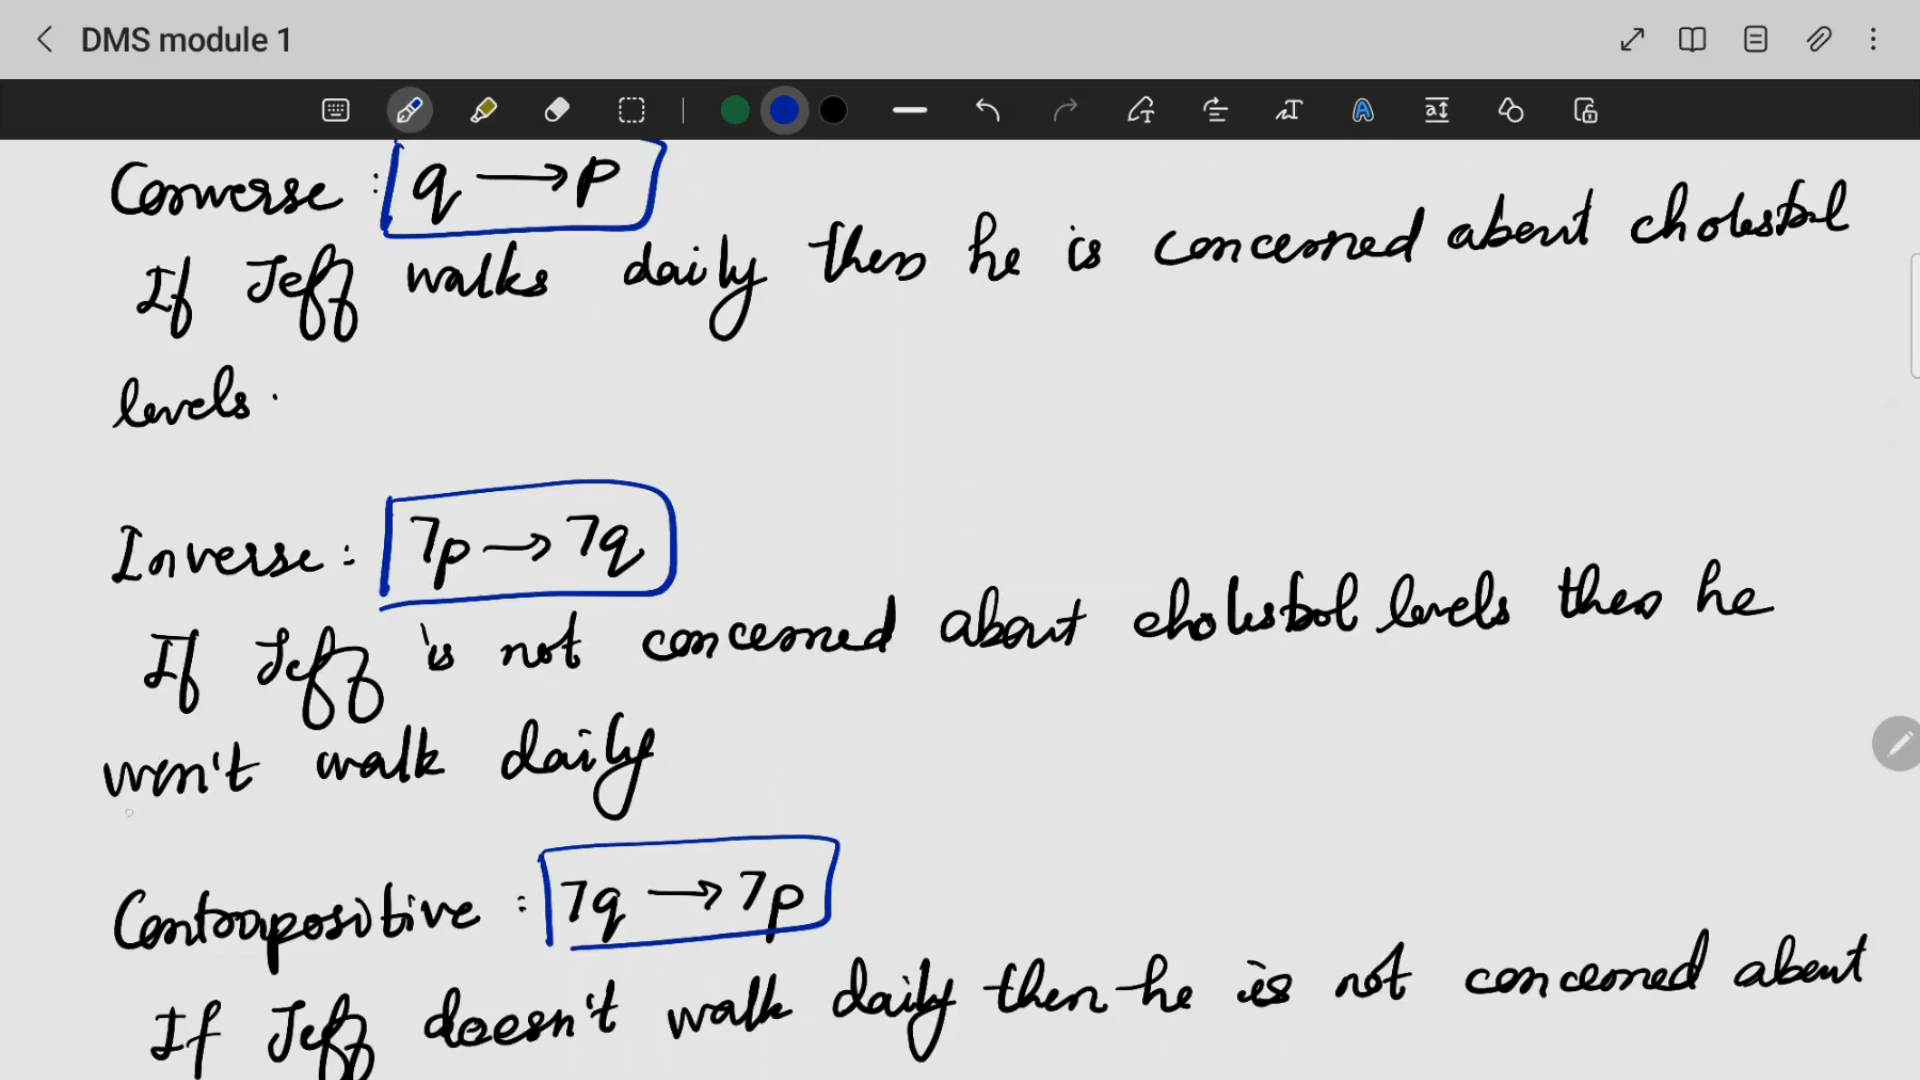 DMS module 1
Converse : q → p
If Jeff walks daily then he is concerned about cholestrol
levels.
Inverse : ¬p → ¬q
If Jeff is not concerned about cholestrol levels then he
won't walk daily
Contrapositive : ¬q → ¬p
If Jeff doesn't walk daily then he is not concerned about